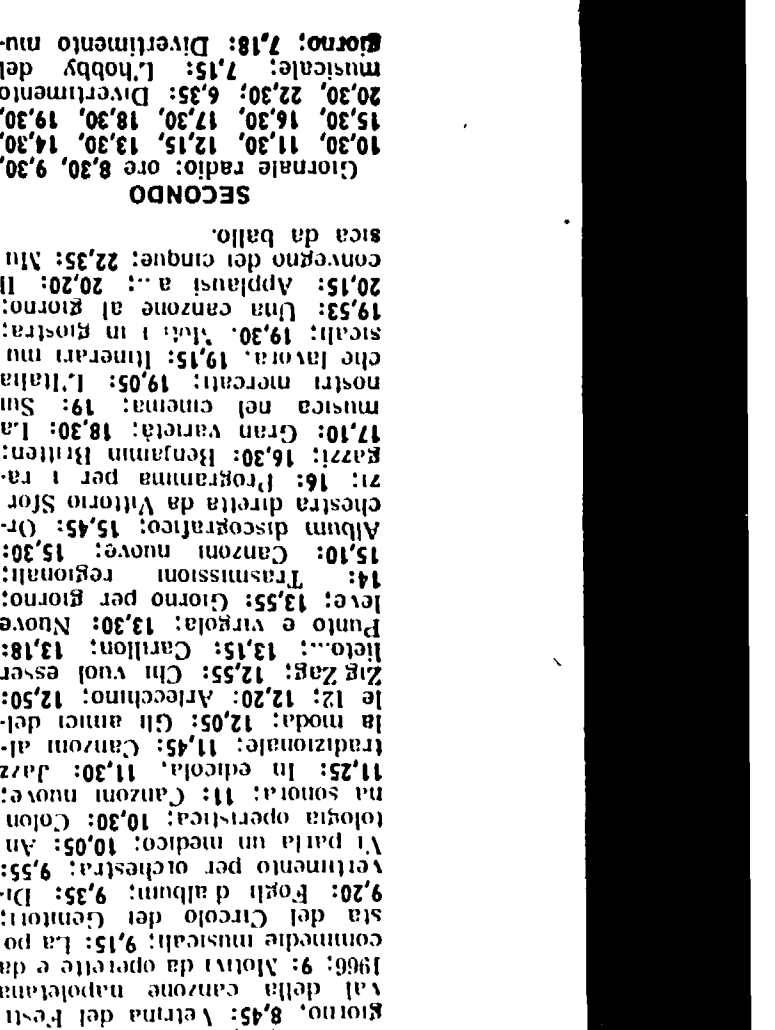 giorno, 8,45: Vetrina del Festi
val della canzone napoletana
1966; 9: Motivi da operette e da
commedie musicali; 9,15: La po
sta del Circolo dei Genitori;
9,20: Fogli d'album; 9,35: Di-
vertimento per orchestra; 9,55:
Vi parla un medico; 10,05: An
tologia operistica; 10,30: Colon
na sonora; 11: Canzoni nuove;
11,25: In edicola, 11,30: Jazz
tradizionale; 11,45: Canzoni al-
la moda; 12,05: Gli amici del-
le 12; 12,20: Arlecchino; 12,50:
Zig Zag; 12,55: Chi vuol esser
lieto...; 13,15: Carillon; 13,18:
Punto e virgola; 13,30: Nuove
leve; 13,55: Giorno per giorno;
14: Trasmissioni regionali;
15,10: Canzoni nuove; 15,30:
Album discografico; 15,45: Or-
chestra diretta da Vittorio Sfor
zi; 16: Programma per i ra-
gazzi; 16,30: Benjamin Britten;
17,10: Gran varietà; 18,30: La
musica nel cinema; 19: Sui
nostri mercati; 19,05: L'Italia
che lavora, 19,15: Itinerari mu
sicali; 19,30. Motivi in giostra;
19,53: Una canzone al giorno;
20,15: Applausi a...; 20,20: Il
convegno dei cinque; 22,35: Mu
sica da ballo.
SECONDO
Giornale radio: ore 8,30, 9,30,
10,30, 11,30, 12,15, 13,30, 14,30,
15,30, 16,30, 17,30, 18,30, 19,30,
20,30, 22,30; 6,35: Divertimento
musicale; 7,15: L'hobby del
giorno; 7,18: Divertimento mu-